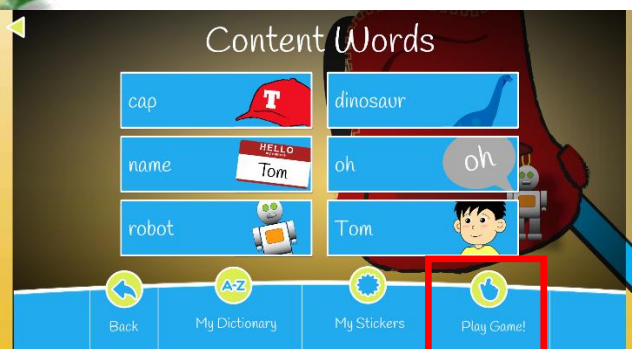 Content Words
cap
T
dinosaur
name
HELLO
Tom
oh
oh
robot
Tom
Back
A-Z
My Dictionary
My Stickers
Play Game!